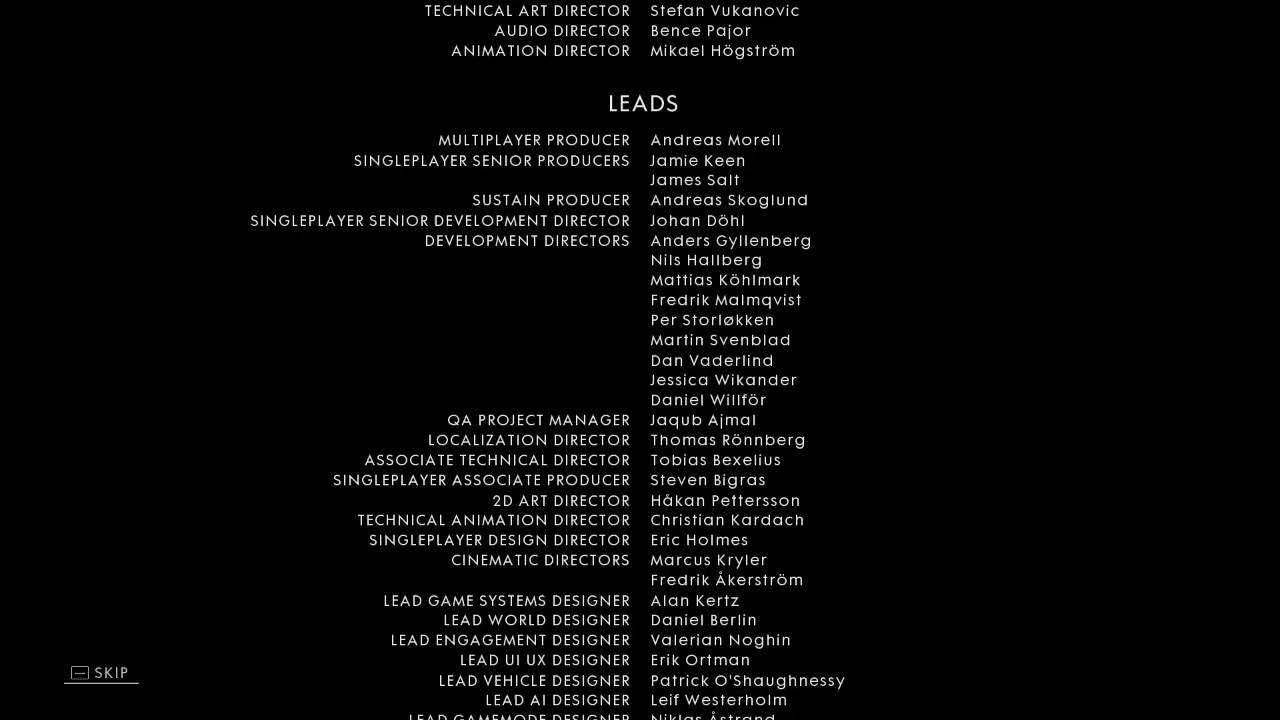 TECHNICAL ART DIRECTOR Stefan Vukanovic
AUDIO DIRECTOR Bence Pajor
ANIMATION DIRECTOR Mikael Högström
LEADS
MULTIPLAYER PRODUCER Andreas Morell
SINGLEPLAYER SENIOR PRODUCERS Jamie Keen
James Salt
SUSTAIN PRODUCER Andreas Skoglund
SINGLEPLAYER SENIOR DEVELOPMENT DIRECTOR Johan Döhl
DEVELOPMENT DIRECTORS Anders Gyllenberg
Nils Hallberg
Mattias Köhlmark
Fredrik Malmqvist
Per Storløkken
Martin Svenblad
Dan Vaderlind
Jessica Wikander
Daniel Willför
QA PROJECT MANAGER Jaqub Ajmal
LOCALIZATION DIRECTOR Thomas Rönnberg
ASSOCIATE TECHNICAL DIRECTOR Tobias Bexelius
SINGLEPLAYER ASSOCIATE PRODUCER Steven Bigras
2D ART DIRECTOR Håkan Pettersson
TECHNICAL ANIMATION DIRECTOR Christian Kardach
SINGLEPLAYER DESIGN DIRECTOR Eric Holmes
CINEMATIC DIRECTORS Marcus Kryler
Fredrik Åkerström
LEAD GAME SYSTEMS DESIGNER Alan Kertz
LEAD WORLD DESIGNER Daniel Berlin
LEAD ENGAGEMENT DESIGNER Valerian Noghin
LEAD UI UX DESIGNER Erik Ortman
SKIP
LEAD VEHICLE DESIGNER Patrick O'Shaughnessy
LEAD AI DESIGNER Leif Westerholm
LEAD GAMEMODE DESIGNER Niklas Åstrand